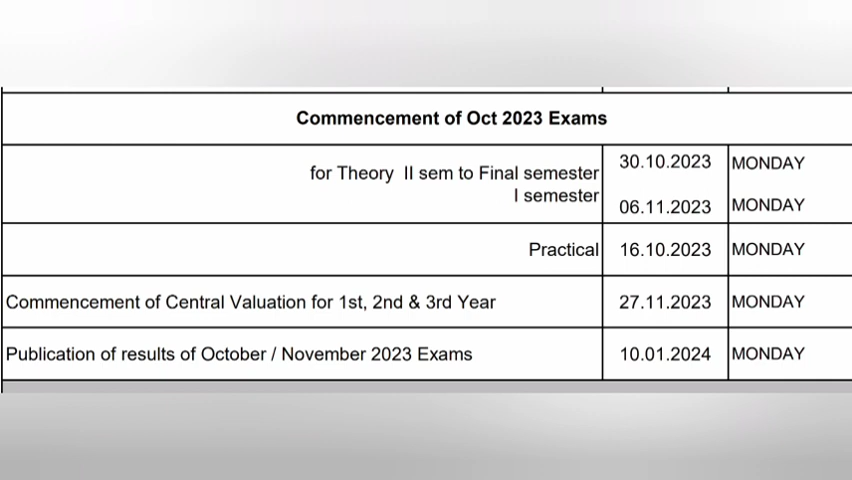 Commencement of Oct 2023 Exams
for Theory II sem to Final semester 30.10.2023 MONDAY
I semester 06.11.2023 MONDAY
Practical 16.10.2023 MONDAY
Commencement of Central Valuation for 1st, 2nd & 3rd Year 27.11.2023 MONDAY
Publication of results of October / November 2023 Exams 10.01.2024 MONDAY